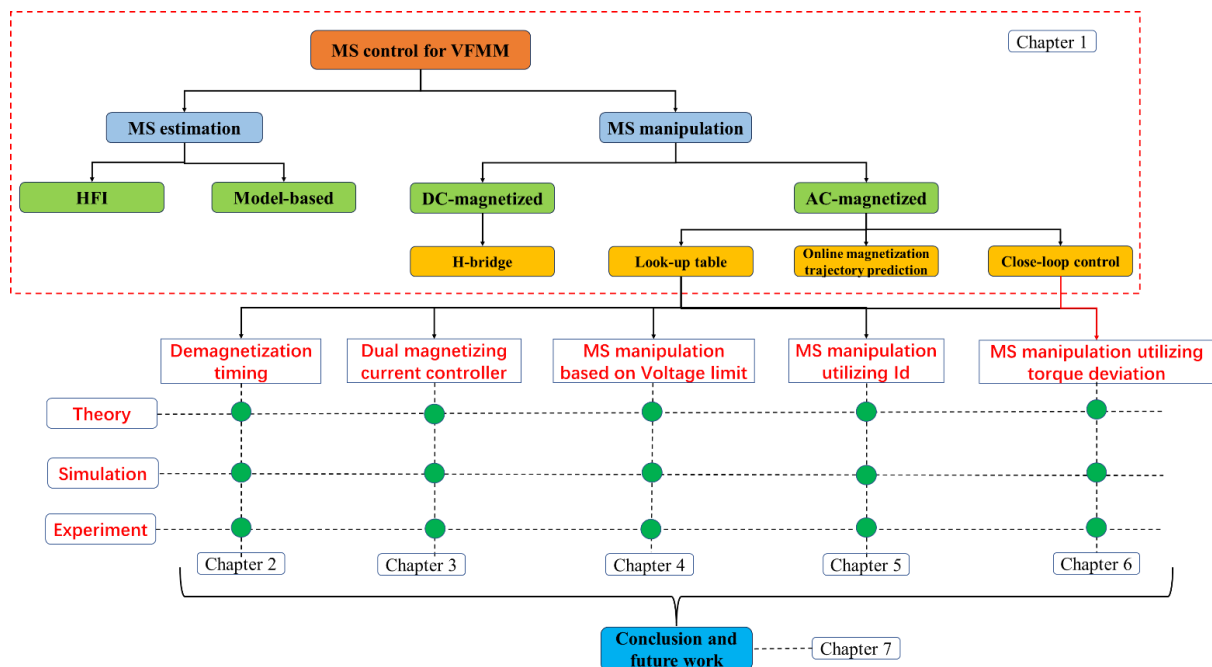 MS control for VFMM
Chapter 1
MS estimation
MS manipulation
HFI
Model-based
DC-magnetized
AC-magnetized
H-bridge
Look-up table
Online magnetization
trajectory prediction
Close-loop control
Demagnetization
timing
Dual magnetizing
current controller
MS manipulation
based on Voltage limit
MS manipulation
utilizing Id
MS manipulation utilizing
torque deviation
Theory
Simulation
Experiment
Chapter 2
Chapter 3
Chapter 4
Chapter 5
Chapter 6
Conclusion and
future work
Chapter 7